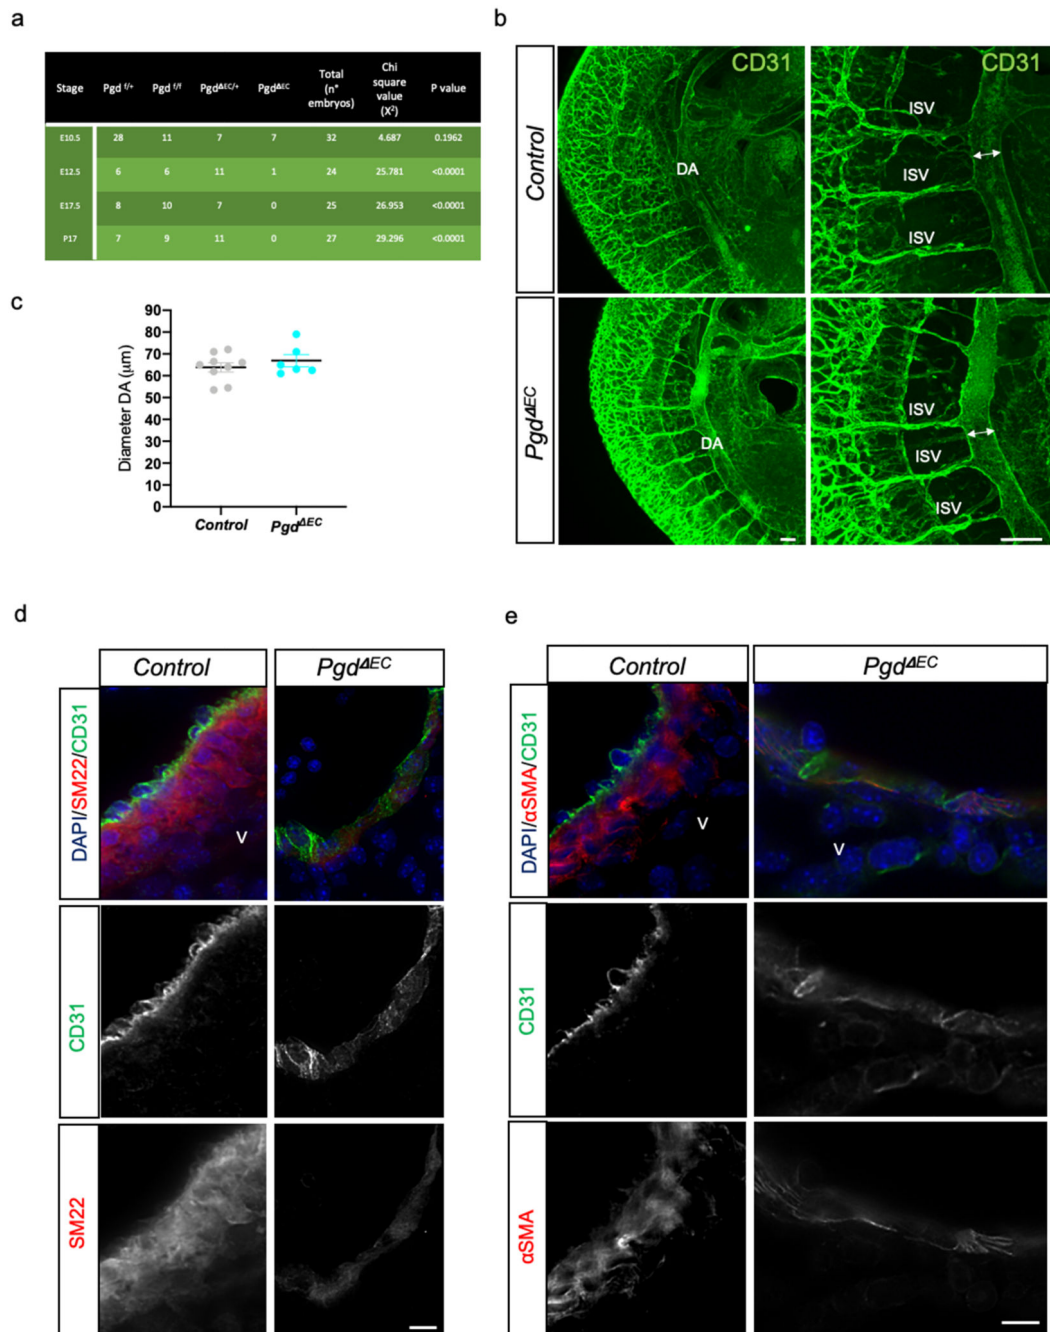 a
Stage Pgd f/+ Pgd f/f PgdΔEC/+ PgdΔEC Total (n° embryos) Chi square value (X²) P value
E10.5 28 11 7 7 32 4.687 0.1962
E12.5 6 6 11 1 24 25.781 <0.0001
E17.5 8 10 7 0 25 26.953 <0.0001
P17 7 9 11 0 27 29.296 <0.0001
b
CD31
CD31
Control
DA
ISV
ISV
ISV
PgdΔEC
DA
ISV
ISV
ISV
c
Diameter DA (μm)
90
80
70
60
50
40
30
20
10
0
Control
PgdΔEC
d
Control
PgdΔEC
DAPI/SM22/CD31
V
CD31
SM22
e
Control
PgdΔEC
DAPI/αSMA/CD31
V
V
CD31
αSMA